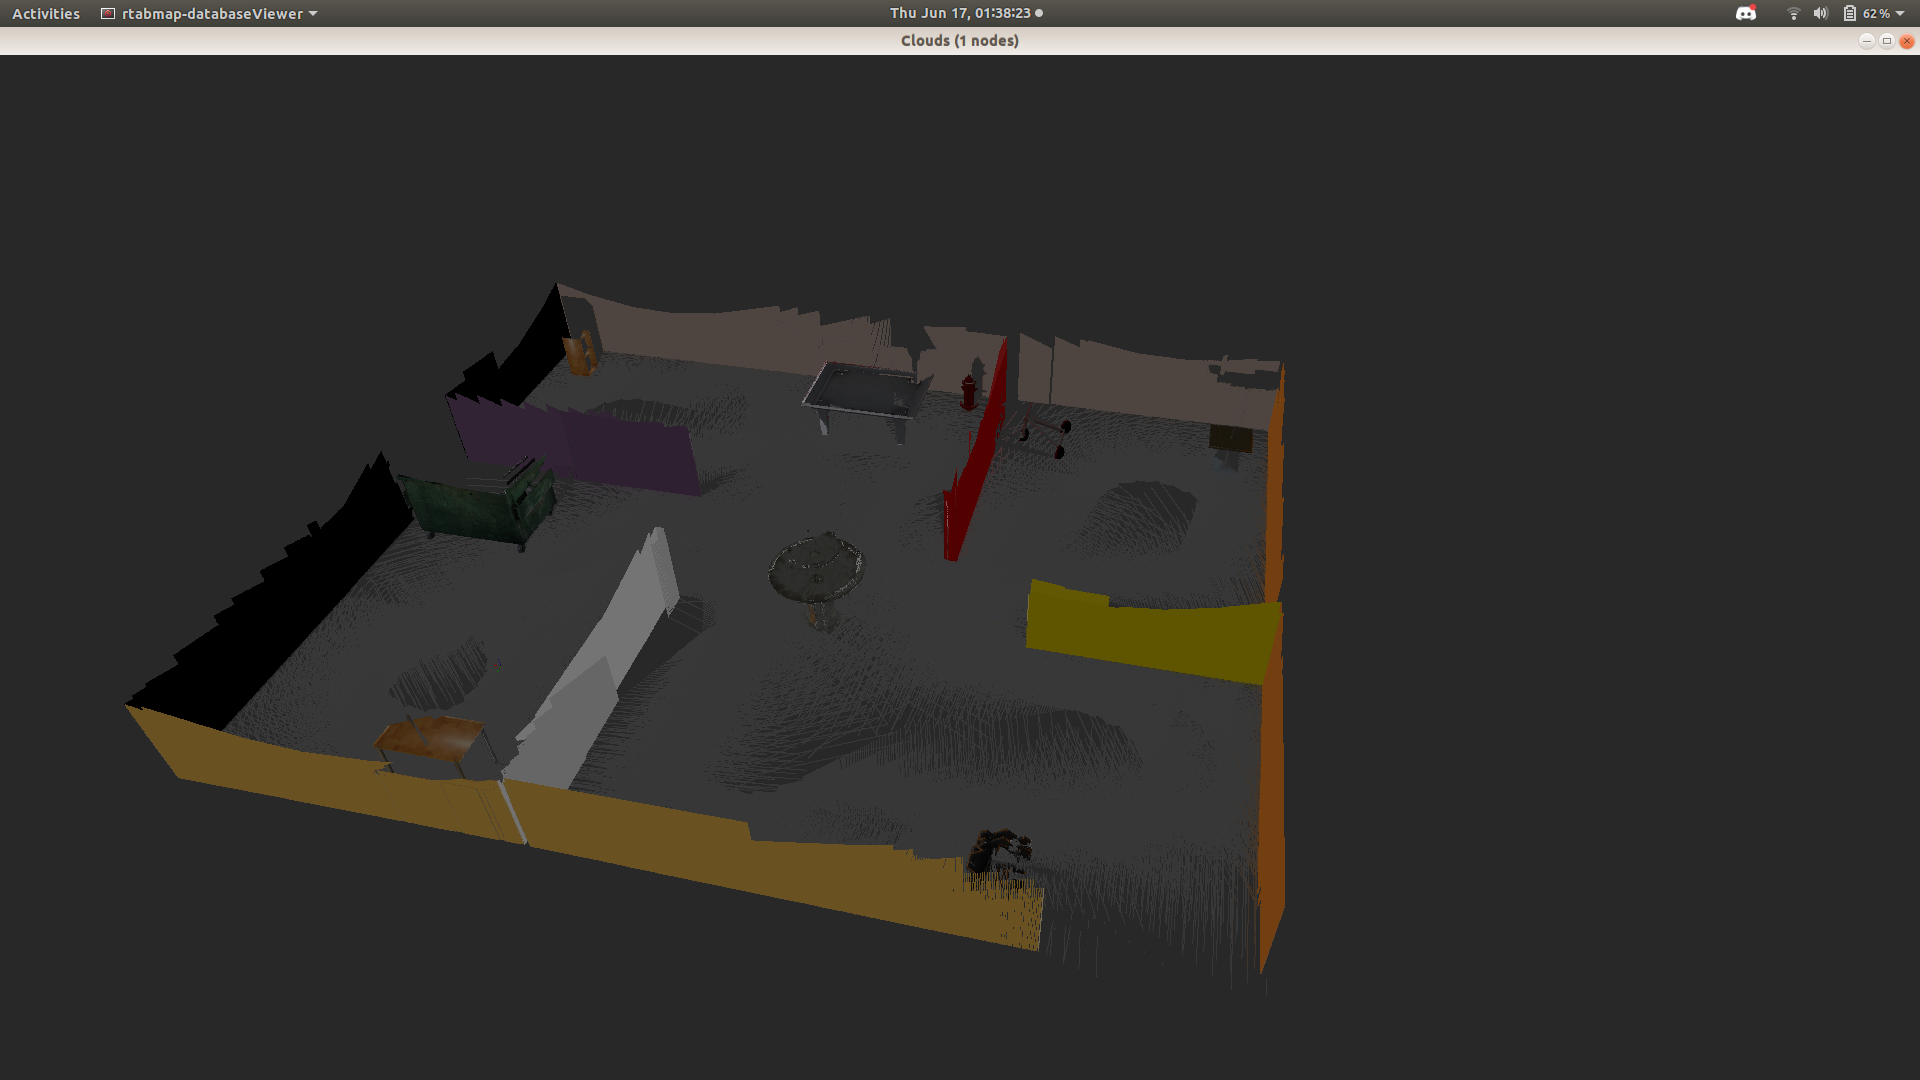 Activities rtabmap-databaseViewer Thu Jun 17, 01:38:23 62 %
Clouds (1 nodes)